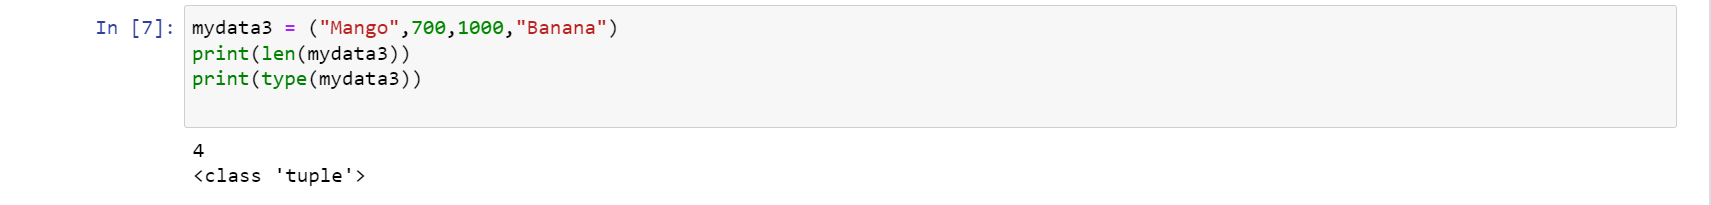 In [7]: mydata3 = ("Mango",700,1000,"Banana")
print(len(mydata3))
print(type(mydata3))
4
<class 'tuple'>